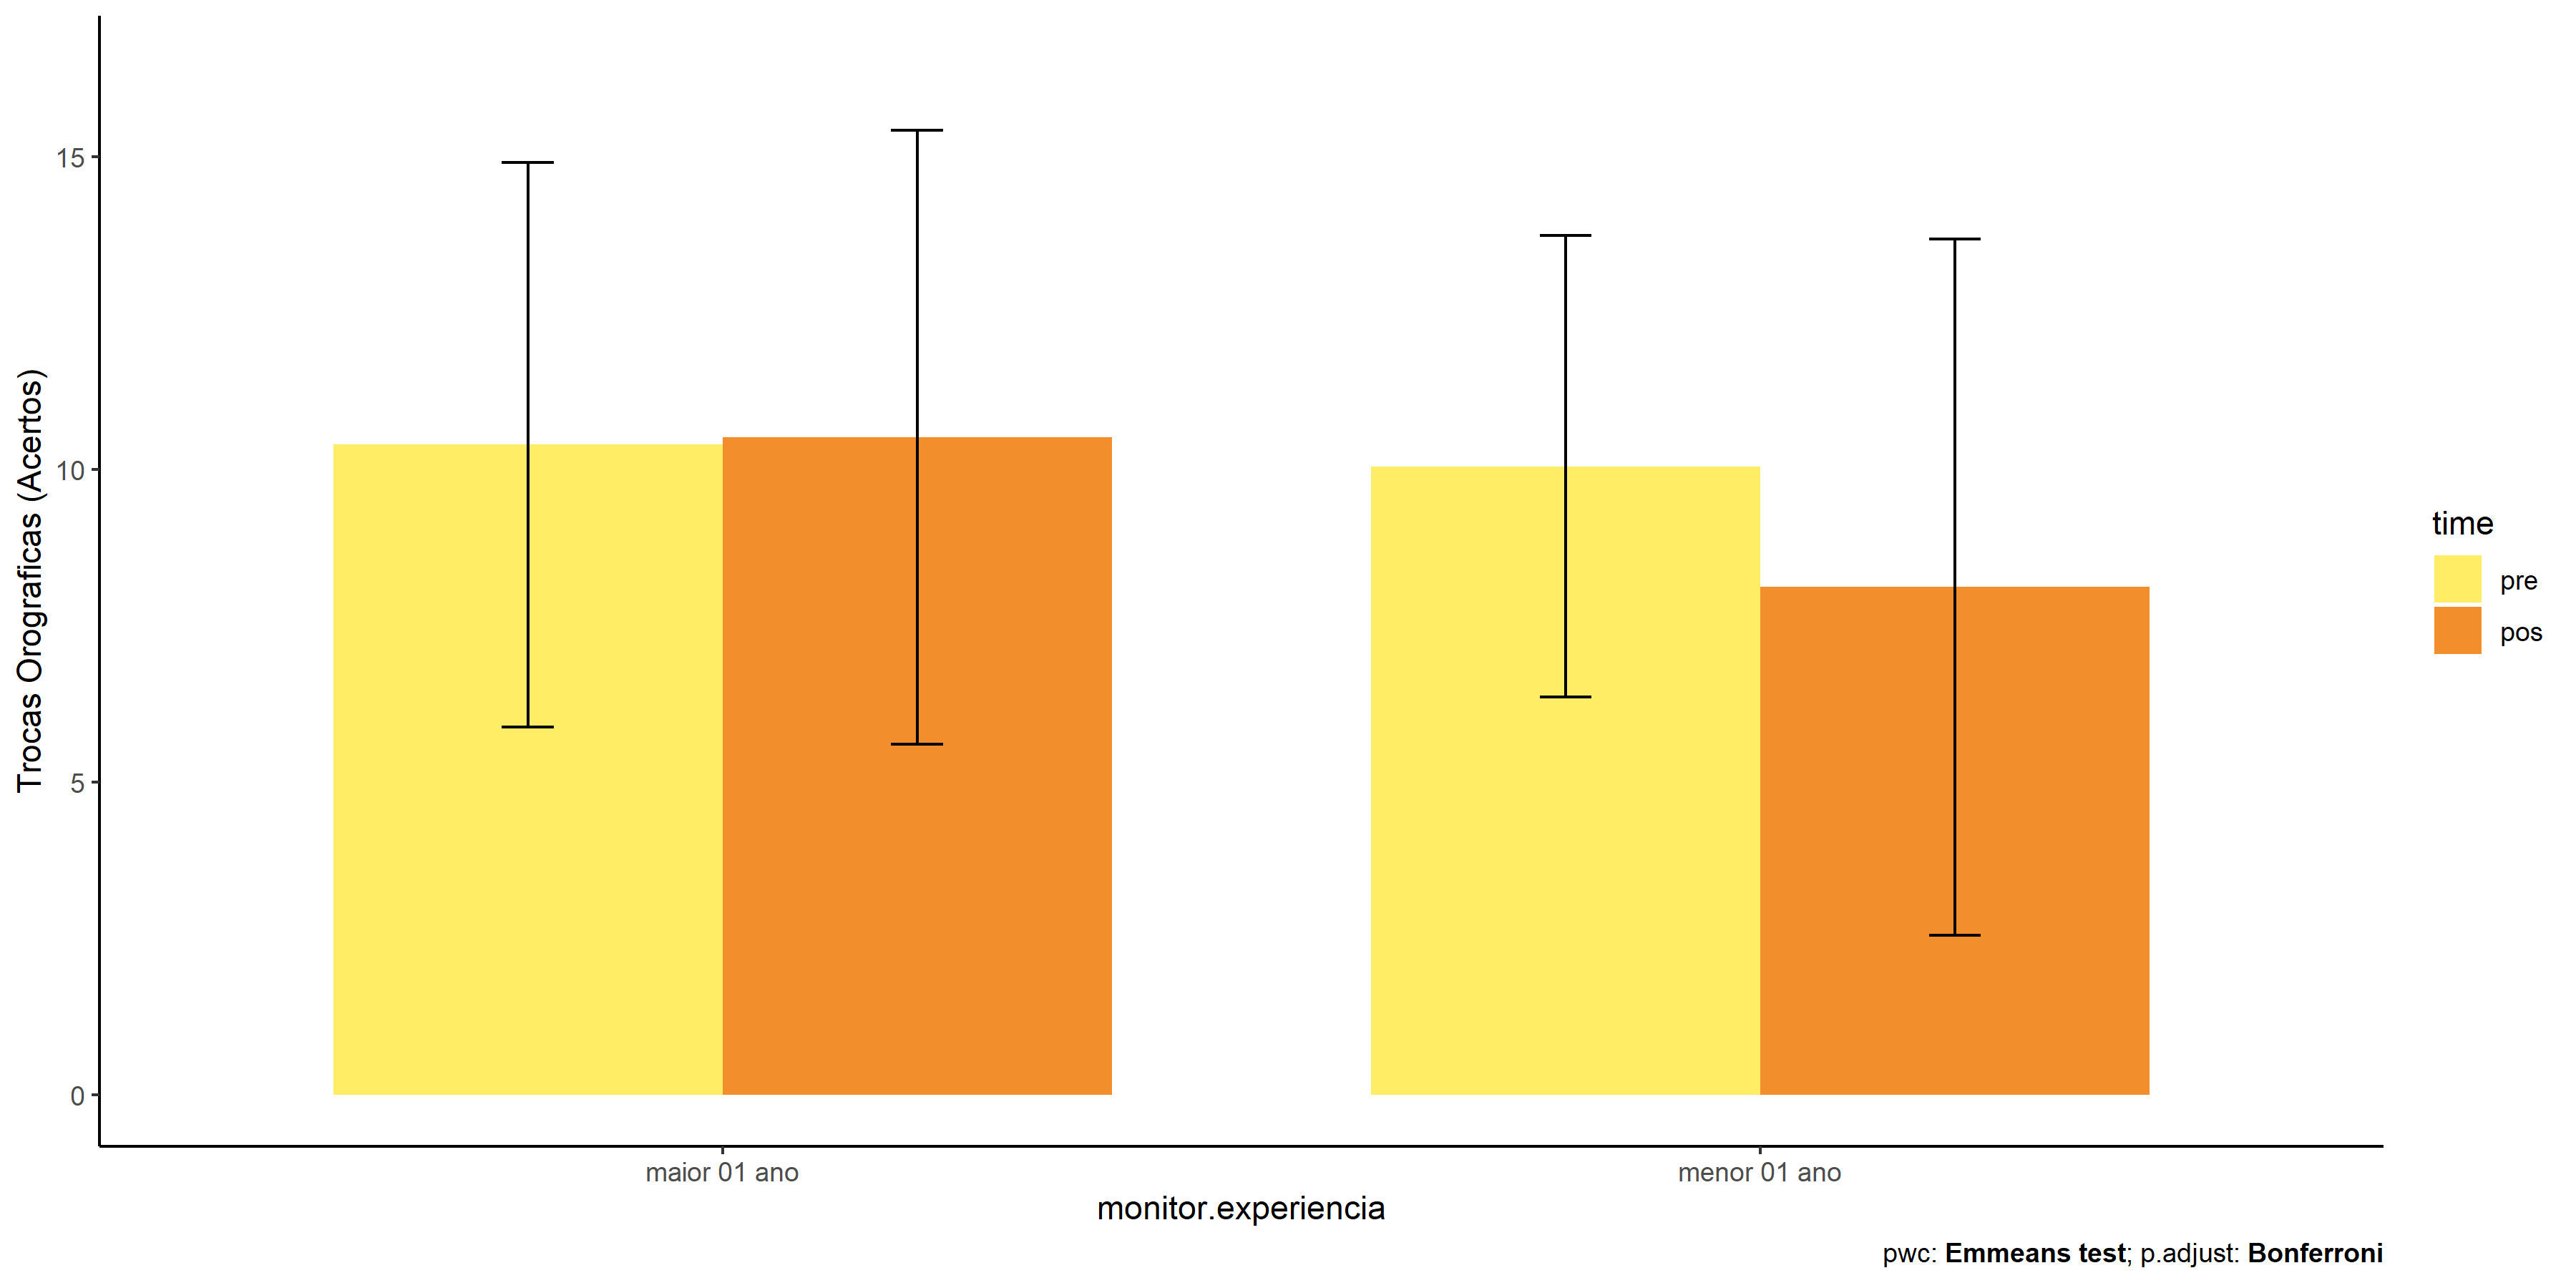 Trocas Orograficas (Acertos)
15
10
5
0
maior 01 ano
menor 01 ano
monitor.experiencia
time
pre
pos
pwc: Emmeans test; p.adjust: Bonferroni